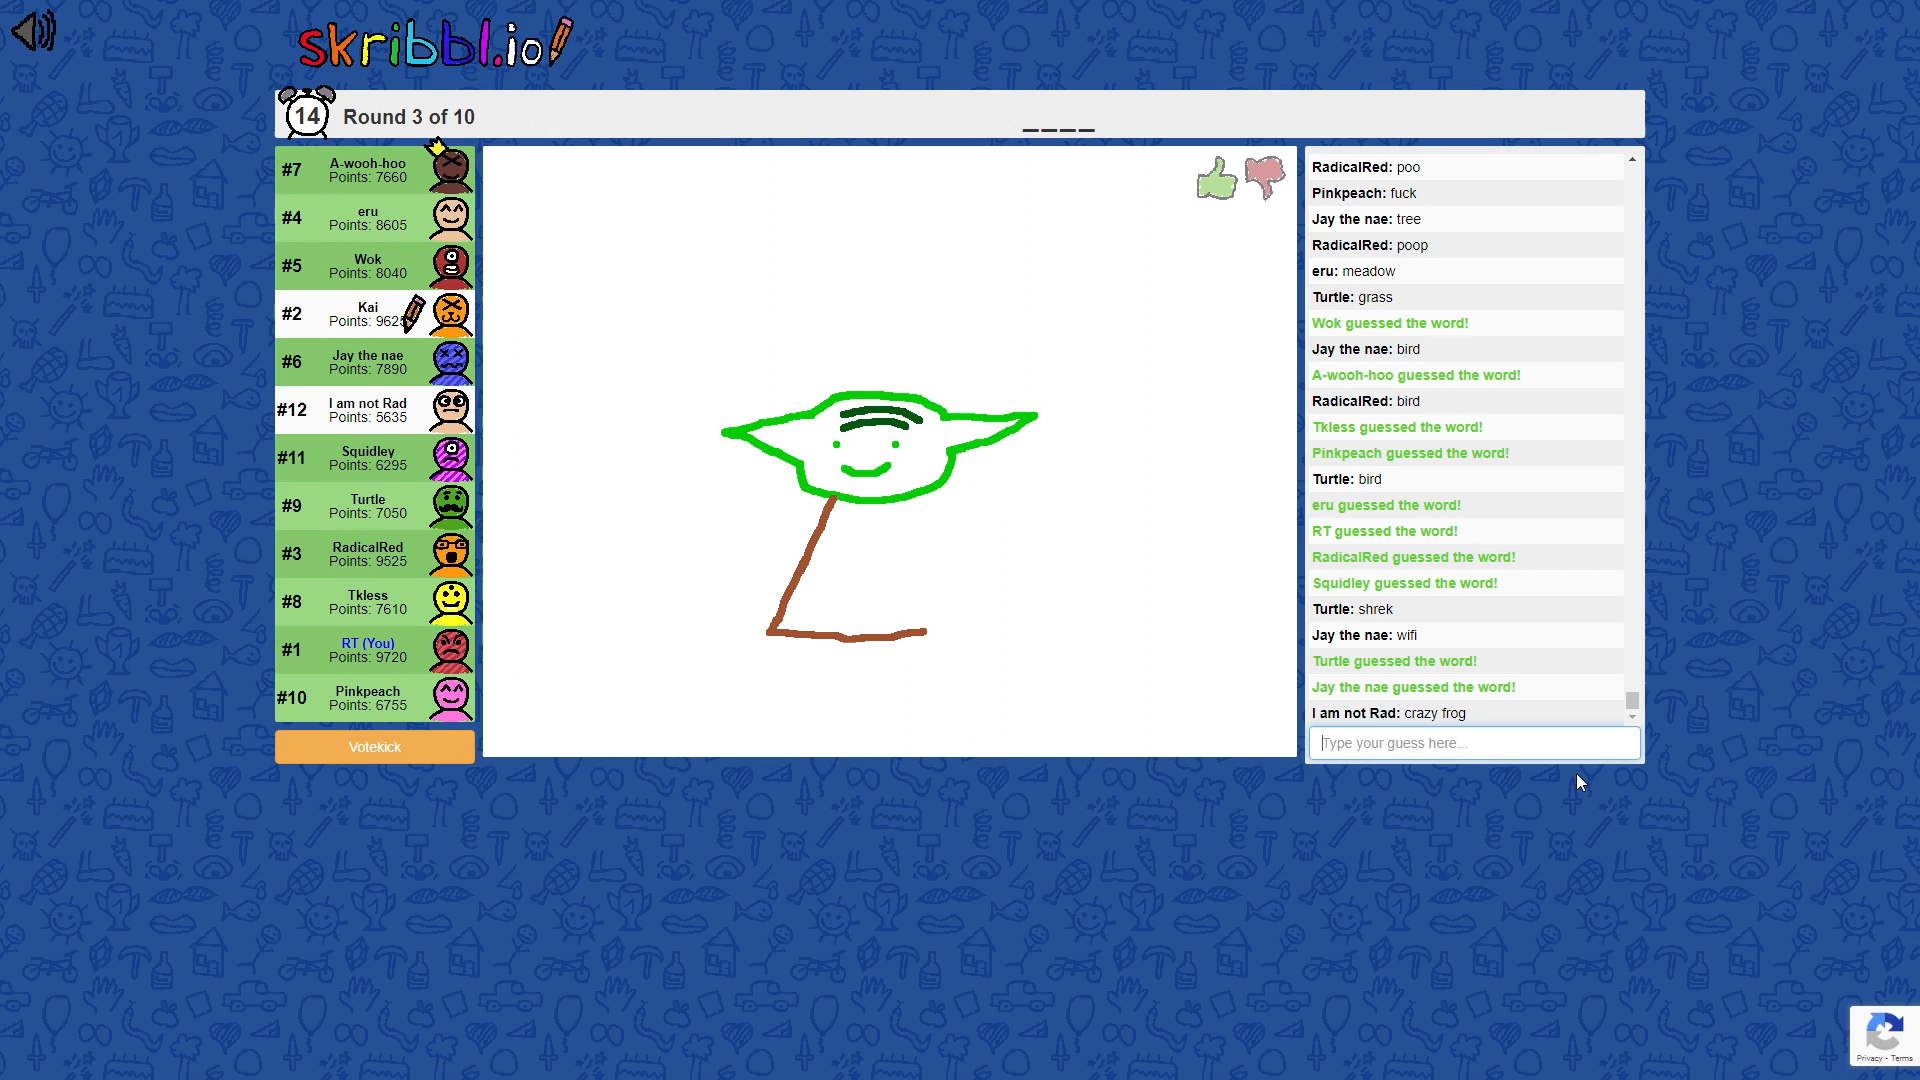 skribbl.io
14
Round 3 of 10
____
#7
A-wooh-hoo
Points: 7660
#4
eru
Points: 8605
#5
Wok
Points: 8040
#2
Kai
Points: 9625
#6
Jay the nae
Points: 7890
#12
I am not Rad
Points: 5635
#11
Squidley
Points: 6295
#9
Turtle
Points: 7050
#3
RadicalRed
Points: 9525
#8
Tkless
Points: 7610
#1
RT (You)
Points: 9720
#10
Pinkpeach
Points: 6755
Votekick
RadicalRed: poo
Pinkpeach: fuck
Jay the nae: tree
RadicalRed: poop
eru: meadow
Turtle: grass
Wok guessed the word!
Jay the nae: bird
A-wooh-hoo guessed the word!
RadicalRed: bird
Tkless guessed the word!
Pinkpeach guessed the word!
Turtle: bird
eru guessed the word!
RT guessed the word!
RadicalRed guessed the word!
Squidley guessed the word!
Turtle: shrek
Jay the nae: wifi
Turtle guessed the word!
Jay the nae guessed the word!
I am not Rad: crazy frog
Type your guess here...
Privacy - Terms